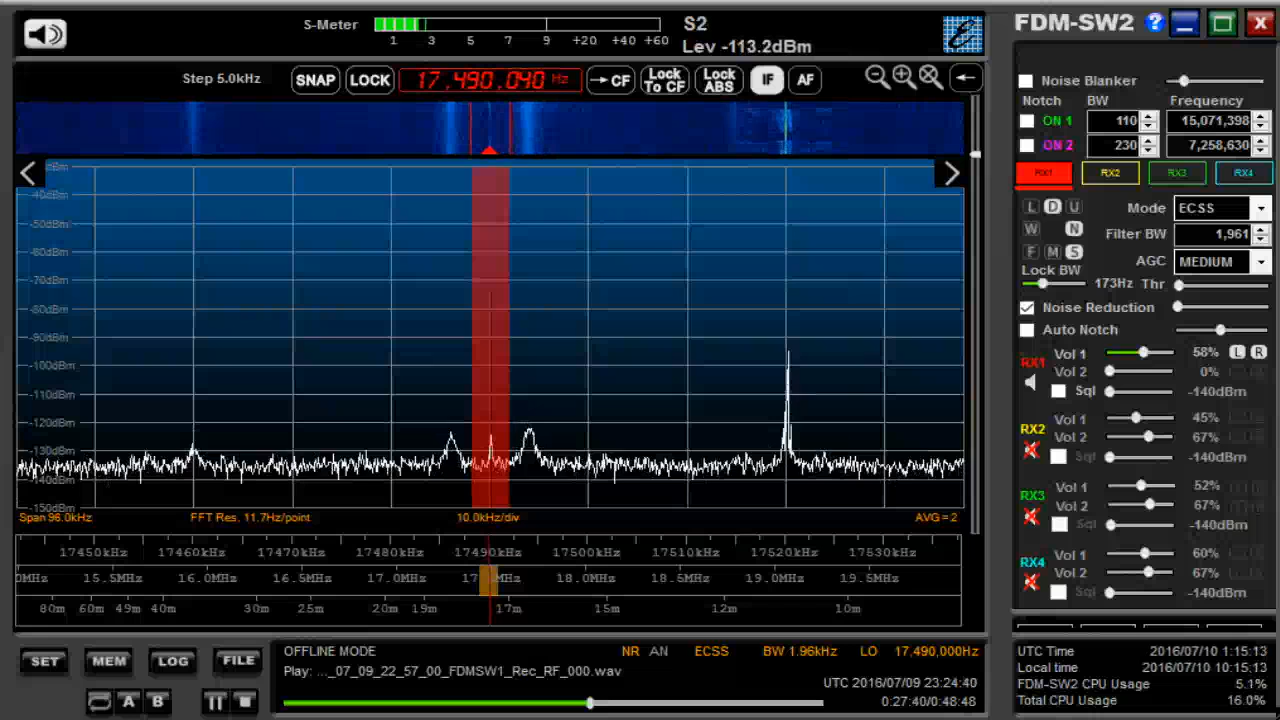 S-Meter
1 3 5 7 9 +20 +40 +60
S2
Lev -113.2dBm
FDM-SW2 ?
Step 5.0kHz
SNAP LOCK 17,490,040 Hz →CF Lock To CF Lock ABS IF AF
-40dBm
-50dBm
-60dBm
-70dBm
-80dBm
-90dBm
-100dBm
-110dBm
-120dBm
-130dBm
-140dBm
-150dBm
Span 96.0kHz FFT Res. 11.7Hz/point 10.0kHz/div AVG = 2
17450kHz 17460kHz 17470kHz 17480kHz 17490kHz 17500kHz 17510kHz 17520kHz 17530kHz
15.5MHz 16.0MHz 16.5MHz 17.0MHz 18.0MHz 18.5MHz 19.0MHz 19.5MHz
80m 60m 49m 40m 30m 25m 20m 19m 17m 15m 12m 10m
SET MEM LOG FILE
A B
OFFLINE MODE NR AN ECSS BW 1.96kHz LO 17,490,000Hz
Play: ..._07_09_22_57_00_FDMSW1_Rec_RF_000.wav
UTC 2016/07/09 23:24:40
0:27:40/0:48:48
Noise Blanker
Notch BW Frequency
ON 1 110 15,071,398
ON 2 230 7,258,630
RX1 RX2 RX3 RX4
L D U Mode ECSS
W N Filter BW 1,961
F M S AGC MEDIUM
Lock BW 173Hz Thr
Noise Reduction
Auto Notch
RX1 Vol 1 58% L R
Vol 2 0%
Sql -140dBm
RX2 Vol 1 45%
Vol 2 67%
Sql -140dBm
RX3 Vol 1 52%
Vol 2 67%
Sql -140dBm
RX4 Vol 1 60%
Vol 2 67%
Sql -140dBm
UTC Time 2016/07/10 1:15:13
Local time 2016/07/10 1:15:13
FDM-SW2 CPU Usage 5.1%
Total CPU Usage 16.0%